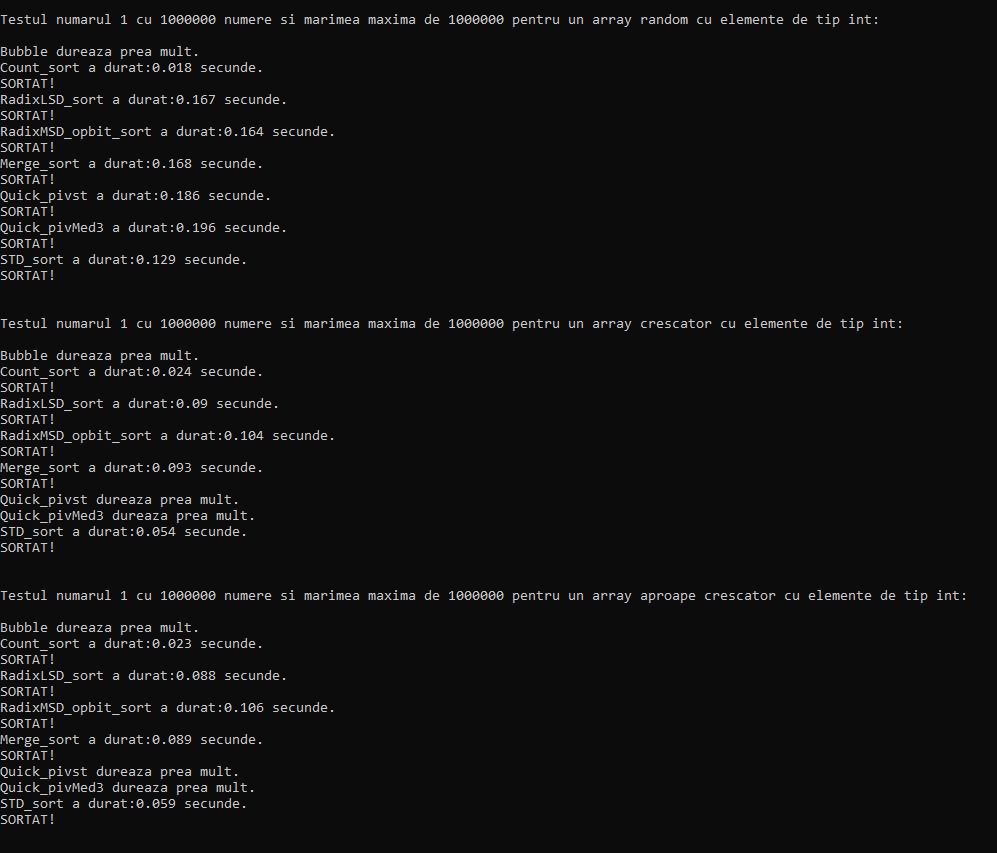 Testul numarul 1 cu 1000000 numere si marimea maxima de 1000000 pentru un array random cu elemente de tip int:
Bubble dureaza prea mult.
Count_sort a durat:0.018 secunde.
SORTAT!
RadixLSD_sort a durat:0.167 secunde.
SORTAT!
RadixMSD_opbit_sort a durat:0.164 secunde.
SORTAT!
Merge_sort a durat:0.168 secunde.
SORTAT!
Quick_pivst a durat:0.186 secunde.
SORTAT!
Quick_pivMed3 a durat:0.196 secunde.
SORTAT!
STD_sort a durat:0.129 secunde.
SORTAT!
Testul numarul 1 cu 1000000 numere si marimea maxima de 1000000 pentru un array crescator cu elemente de tip int:
Bubble dureaza prea mult.
Count_sort a durat:0.024 secunde.
SORTAT!
RadixLSD_sort a durat:0.09 secunde.
SORTAT!
RadixMSD_opbit_sort a durat:0.104 secunde.
SORTAT!
Merge_sort a durat:0.093 secunde.
SORTAT!
Quick_pivst dureaza prea mult.
Quick_pivMed3 dureaza prea mult.
STD_sort a durat:0.054 secunde.
SORTAT!
Testul numarul 1 cu 1000000 numere si marimea maxima de 1000000 pentru un array aproape crescator cu elemente de tip int:
Bubble dureaza prea mult.
Count_sort a durat:0.023 secunde.
SORTAT!
RadixLSD_sort a durat:0.088 secunde.
SORTAT!
RadixMSD_opbit_sort a durat:0.106 secunde.
SORTAT!
Merge_sort a durat:0.089 secunde.
SORTAT!
Quick_pivst dureaza prea mult.
Quick_pivMed3 dureaza prea mult.
STD_sort a durat:0.059 secunde.
SORTAT!